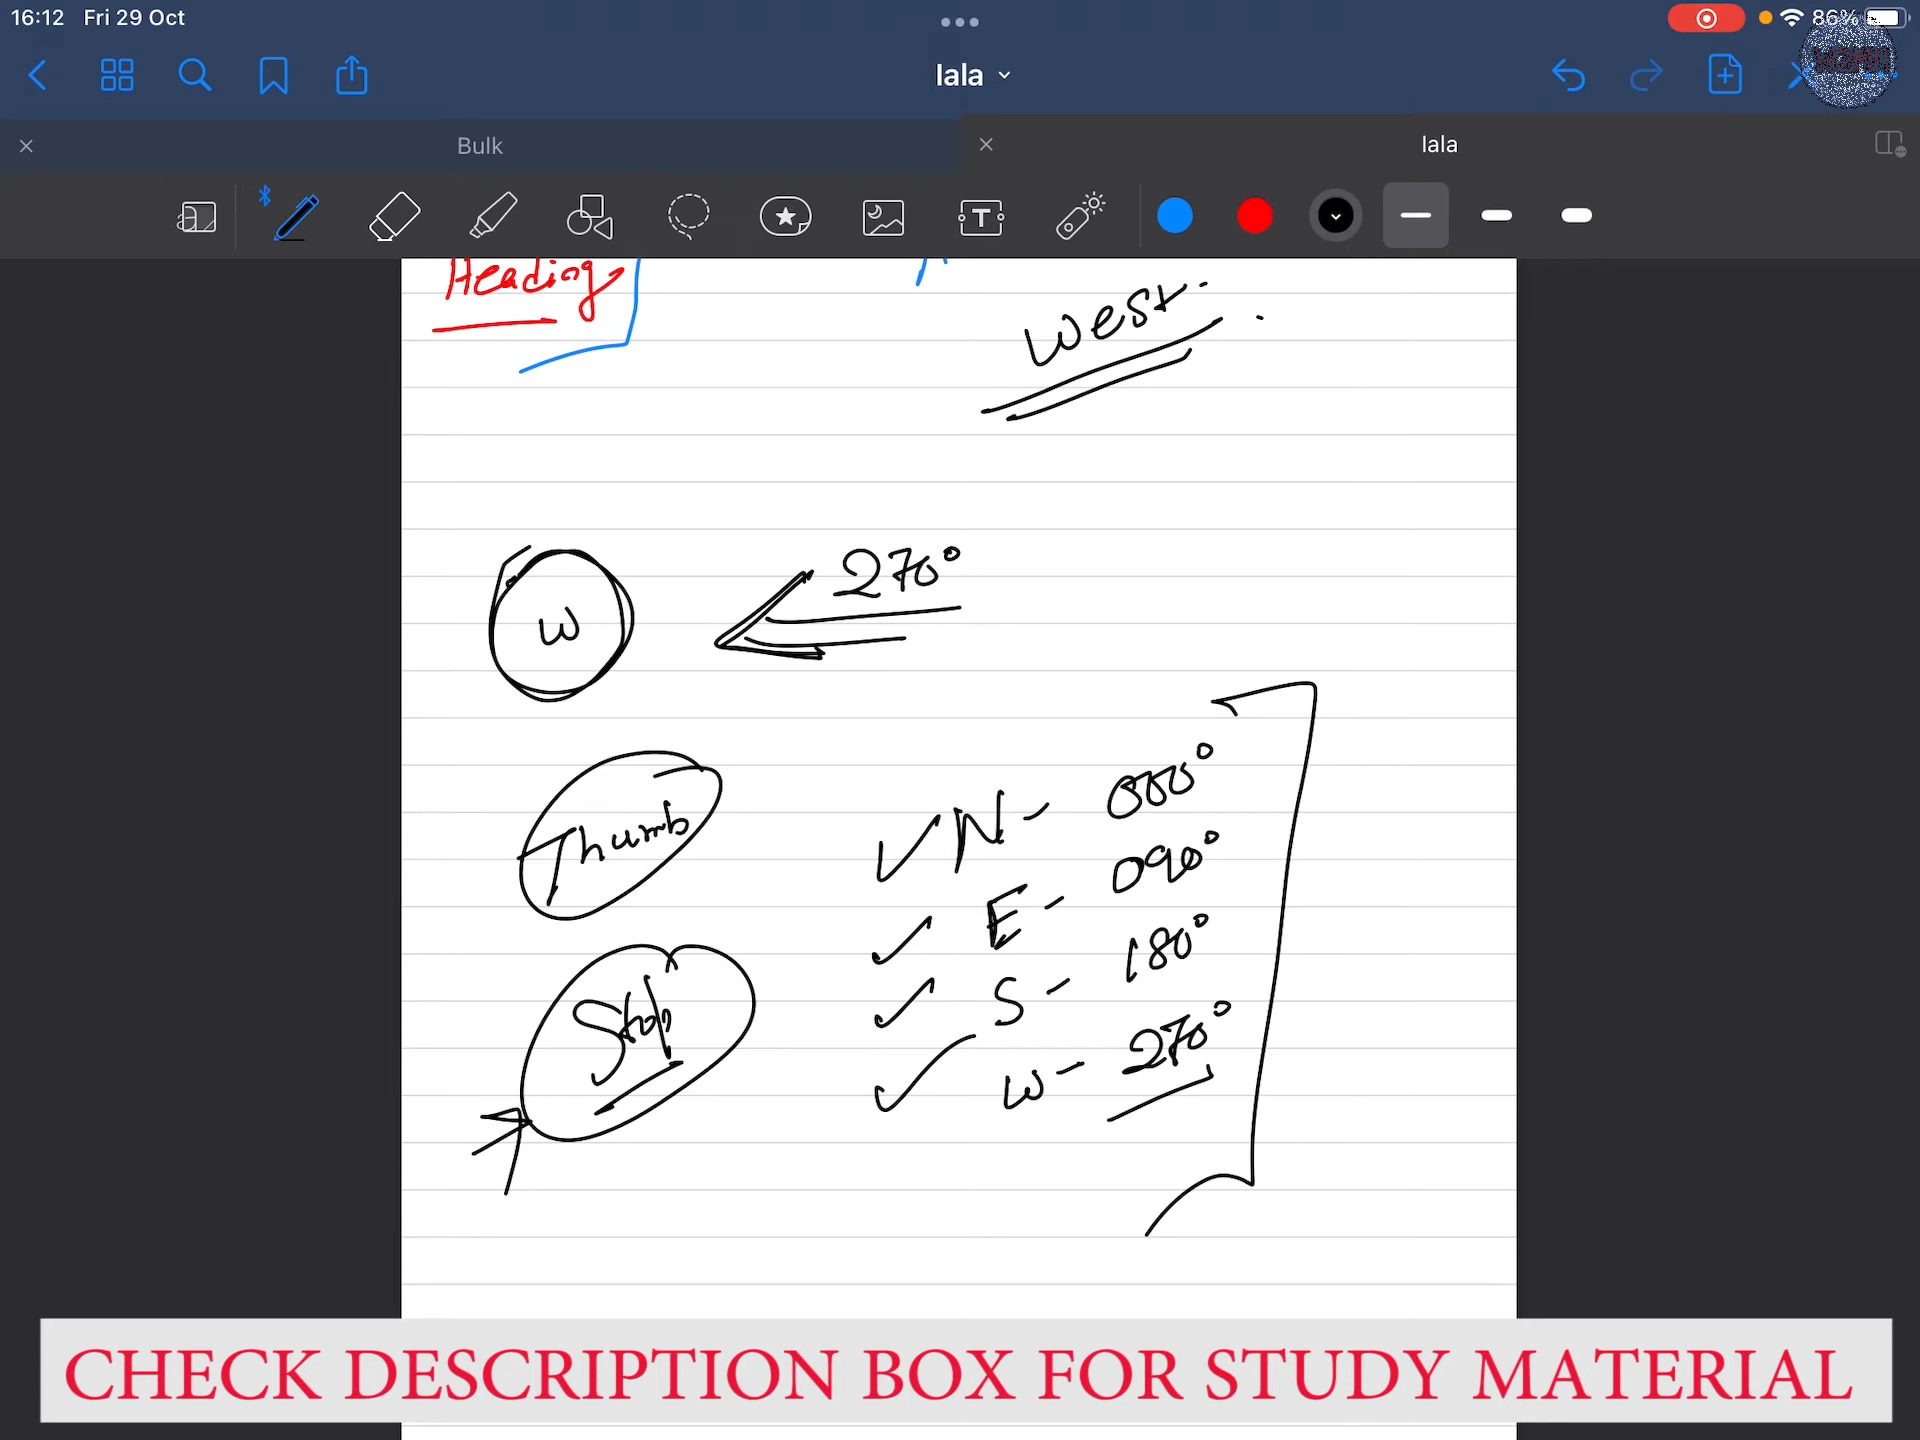 16:12 Fri 29 Oct
86%
lala
Bulk
lala
Heading
West.
W
270°
Thumb
N - 000°
E - 090°
S - 180°
W - 270°
Stop
CHECK DESCRIPTION BOX FOR STUDY MATERIAL